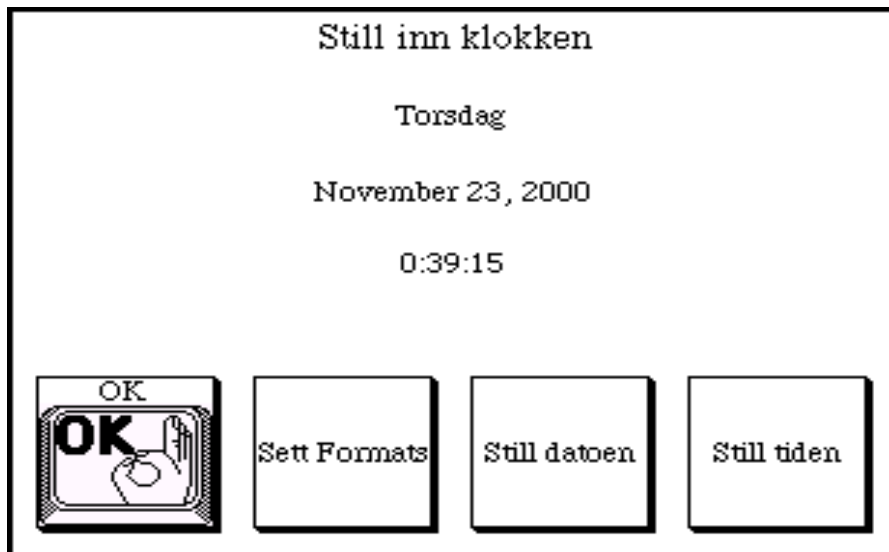 Still inn klokken
Torsdag
November 23, 2000
0:39:15
OK
OK
Sett Formats
Still datoen
Still tiden